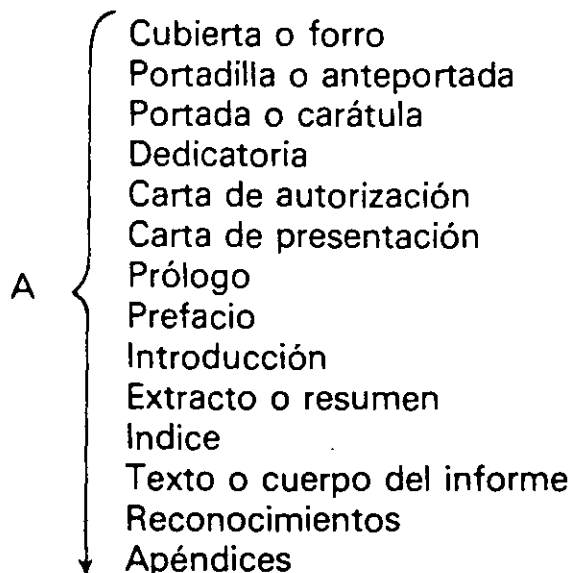 Cubierta o forro
Portadilla o anteportada
Portada o carátula
Dedicatoria
Carta de autorización
Carta de presentación
Prólogo
A
Prefacio
Introducción
Extracto o resumen
Indice
Texto o cuerpo del informe
Reconocimientos
Apéndices